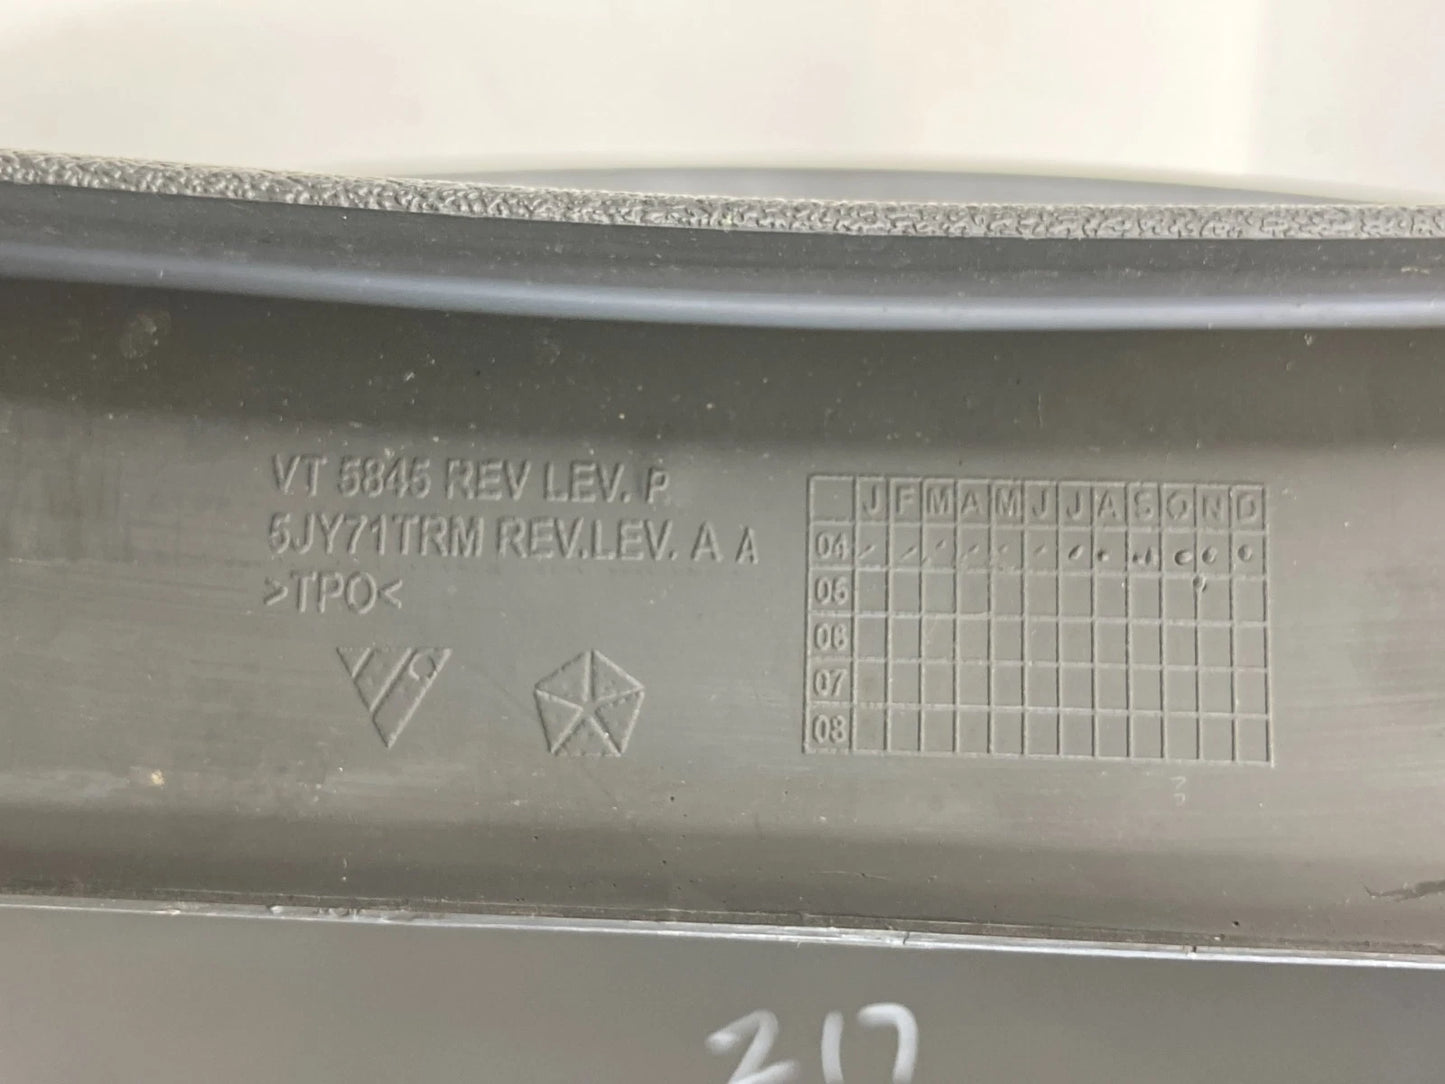 VT 5845 REV LEV. P
5JY71TRM REV.LEV. A A
>TPO<
J F M A M J J A S O N D
04
05
06
07
08
217